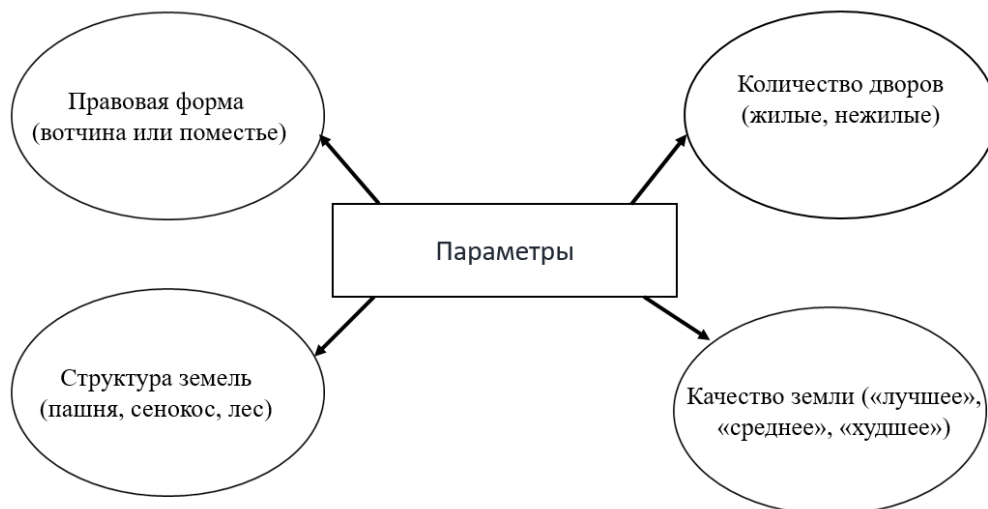 Правовая форма
(вотчина или поместье)
Количество дворов
(жилые, нежилые)
Параметры
Структура земель
(пашня, сенокос, лес)
Качество земли («лучшее»,
«среднее», «худшее»)